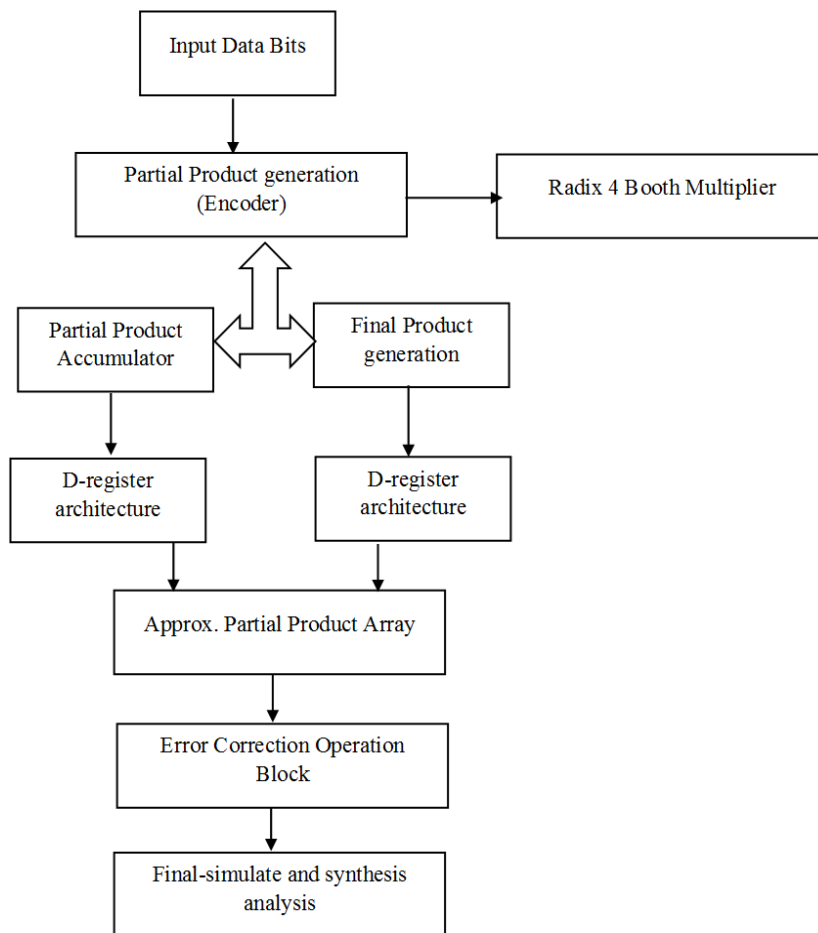 Input Data Bits
Partial Product generation
(Encoder)
Radix 4 Booth Multiplier
Partial Product
Accumulator
Final Product
generation
D-register
architecture
D-register
architecture
Approx. Partial Product Array
Error Correction Operation
Block
Final-simulate and synthesis
analysis